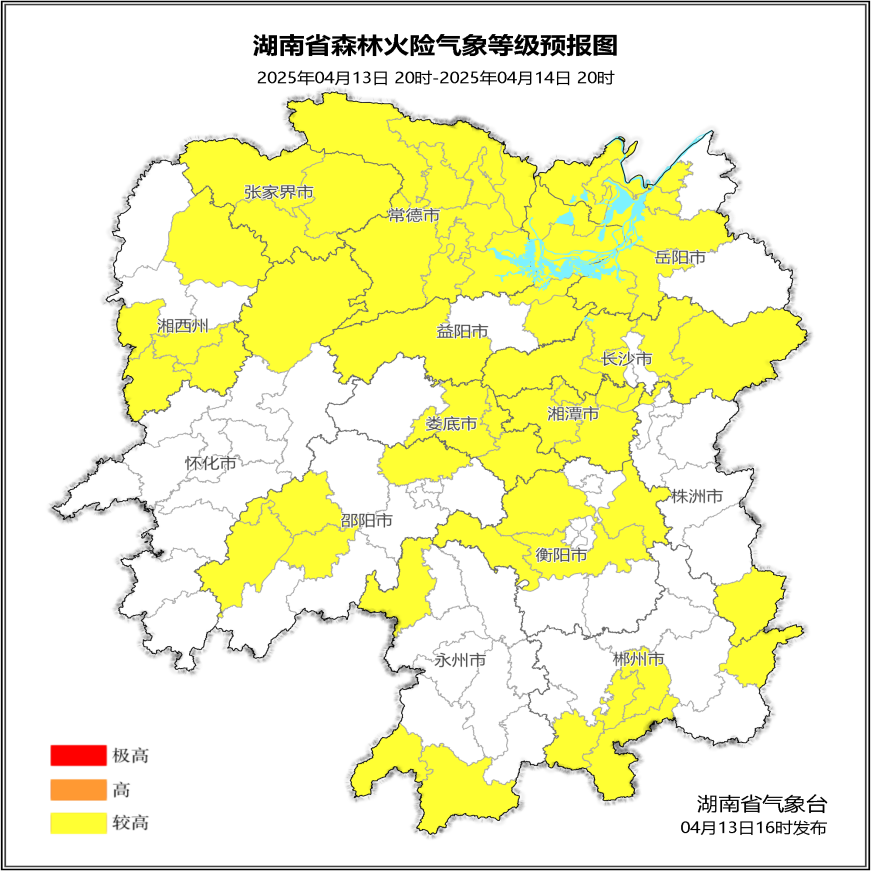 湖南省森林火险气象等级预报图
2025年04月13日 20时-2025年04月14日 20时
张家界市
常德市
岳阳市
湘西州
益阳市
长沙市
娄底市
湘潭市
怀化市
株洲市
邵阳市
衡阳市
永州市
郴州市
极高
高
较高
湖南省气象台
04月13日16时发布